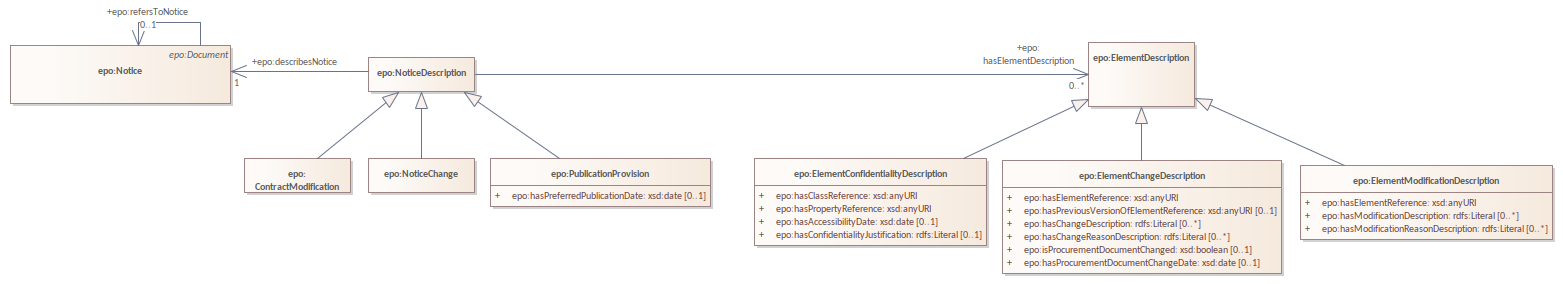 +epo:refersToNotice
0..1
epo:Document
epo:Notice
+epo:describesNotice
1
epo:NoticeDescription
+epo:
hasElementDescription
0..*
epo:ElementDescription
epo:
ContractModification
epo:NoticeChange
epo:PublicationProvision
+ epo:hasPreferredPublicationDate: xsd:date [0..1]
epo:ElementConfidentialityDescription
+ epo:hasClassReference: xsd:anyURI
+ epo:hasPropertyReference: xsd:anyURI
+ epo:hasAccessibilityDate: xsd:date [0..1]
+ epo:hasConfidentialityJustification: rdfs:Literal [0..1]
epo:ElementChangeDescription
+ epo:hasElementReference: xsd:anyURI
+ epo:hasPreviousVersionOfElementReference: xsd:anyURI [0..1]
+ epo:hasChangeDescription: rdfs:Literal [0..*]
+ epo:hasChangeReasonDescription: rdfs:Literal [0..*]
+ epo:isProcurementDocumentChanged: xsd:boolean [0..1]
+ epo:hasProcurementDocumentChangeDate: xsd:date [0..1]
epo:ElementModificationDescription
+ epo:hasElementReference: xsd:anyURI
+ epo:hasModificationDescription: rdfs:Literal [0..*]
+ epo:hasModificationReasonDescription: rdfs:Literal [0..*]